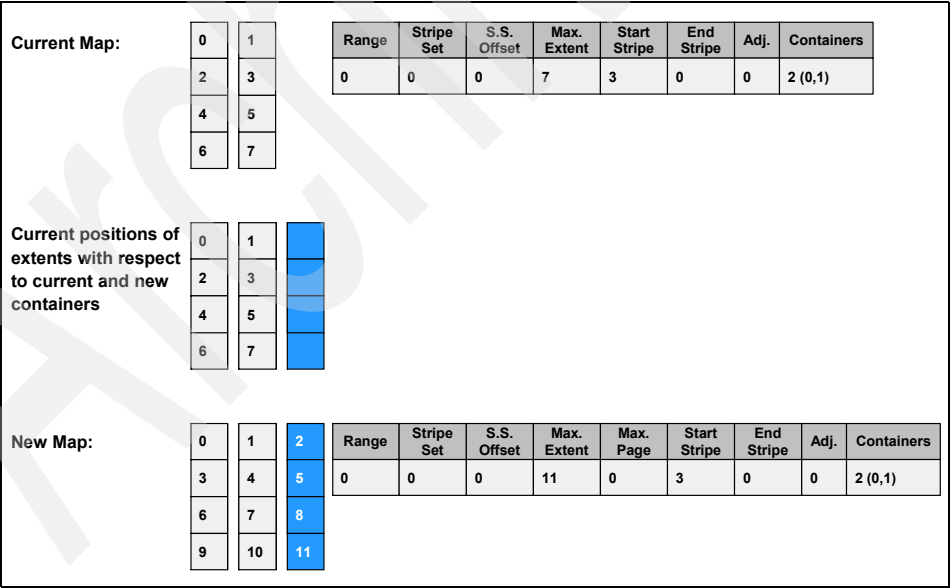 Current Map:
0 1
2 3
4 5
6 7
Range Stripe Set S.S. Offset Max. Extent Start Stripe End Stripe Adj. Containers
0 0 0 7 3 0 0 2 (0,1)
Current positions of
extents with respect
to current and new
containers
0 1
2 3
4 5
6 7
New Map:
0 1 2
3 4 5
6 7 8
9 10 11
Range Stripe Set S.S. Offset Max. Extent Max. Page Start Stripe End Stripe Adj. Containers
0 0 0 11 0 3 0 0 2 (0,1)